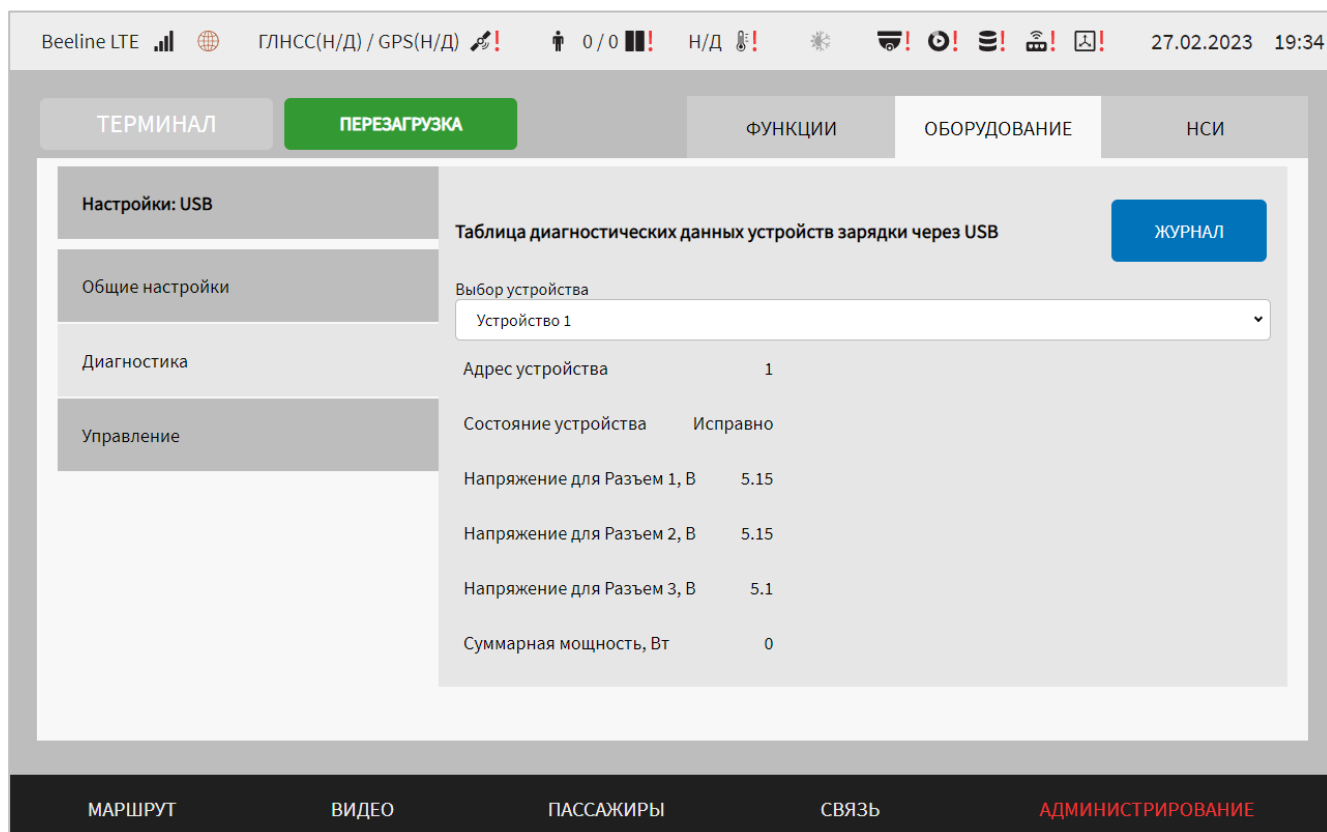 Beeline LTE ГЛНСС(Н/Д) / GPS(Н/Д) ! 0 / 0 ! Н/Д ! ! ! ! ! ! 27.02.2023 19:34
ТЕРМИНАЛ ПЕРЕЗАГРУЗКА ФУНКЦИИ ОБОРУДОВАНИЕ НСИ
Настройки: USB
Таблица диагностических данных устройств зарядки через USB ЖУРНАЛ
Общие настройки
Выбор устройства
Устройство 1
Диагностика
Адрес устройства 1
Состояние устройства Исправно
Управление
Напряжение для Разъем 1, В 5.15
Напряжение для Разъем 2, В 5.15
Напряжение для Разъем 3, В 5.1
Суммарная мощность, Вт 0
МАРШРУТ ВИДЕО ПАССАЖИРЫ СВЯЗЬ АДМИНИСТРИРОВАНИЕ